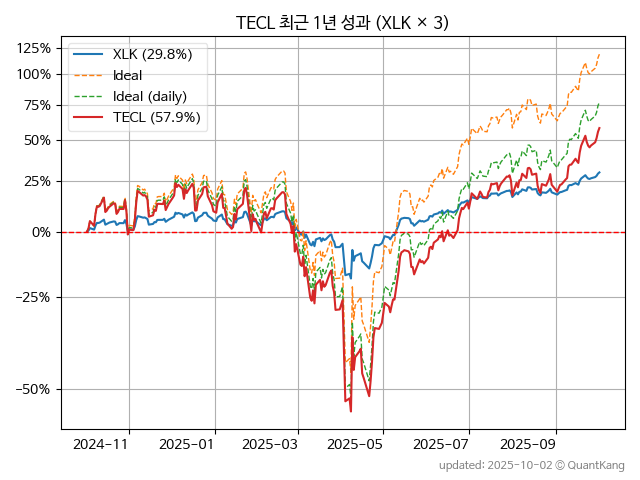 TECL 최근 1년 성과 (XLK × 3)
125%
100%
75%
50%
25%
0%
−25%
−50%
XLK (29.8%)
Ideal
Ideal (daily)
TECL (57.9%)
2024-11
2025-01
2025-03
2025-05
2025-07
2025-09
updated: 2025-10-02 © QuantKang